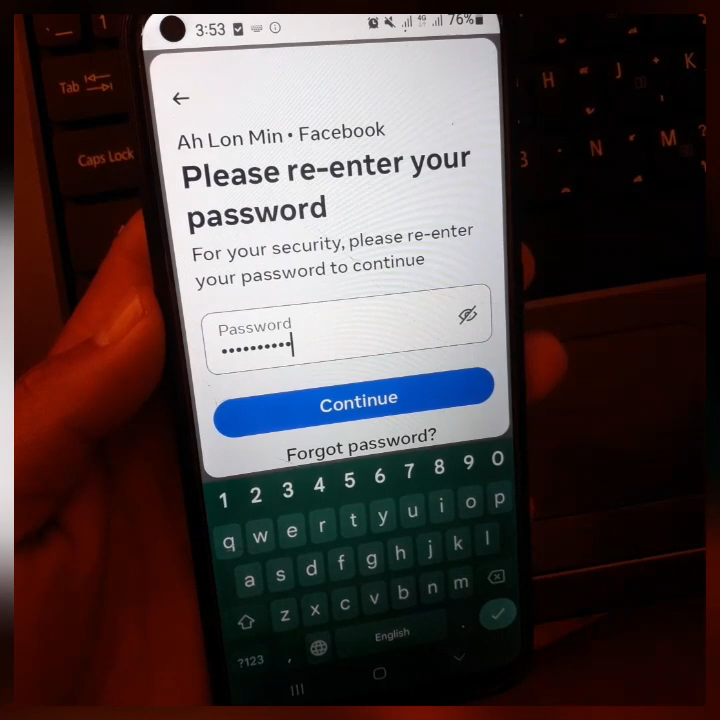 1
Tab
Caps Lock
H J K
B N M ?
3:53 4G 76%
←
Ah Lon Min • Facebook
Please re-enter your
password
For your security, please re-enter
your password to continue
Password
••••••••••
Continue
Forgot password?
1 2 3 4 5 6 7 8 9 0
q w e r t y u i o p
a s d f g h j k l
z x c v b n m
?123 , English .